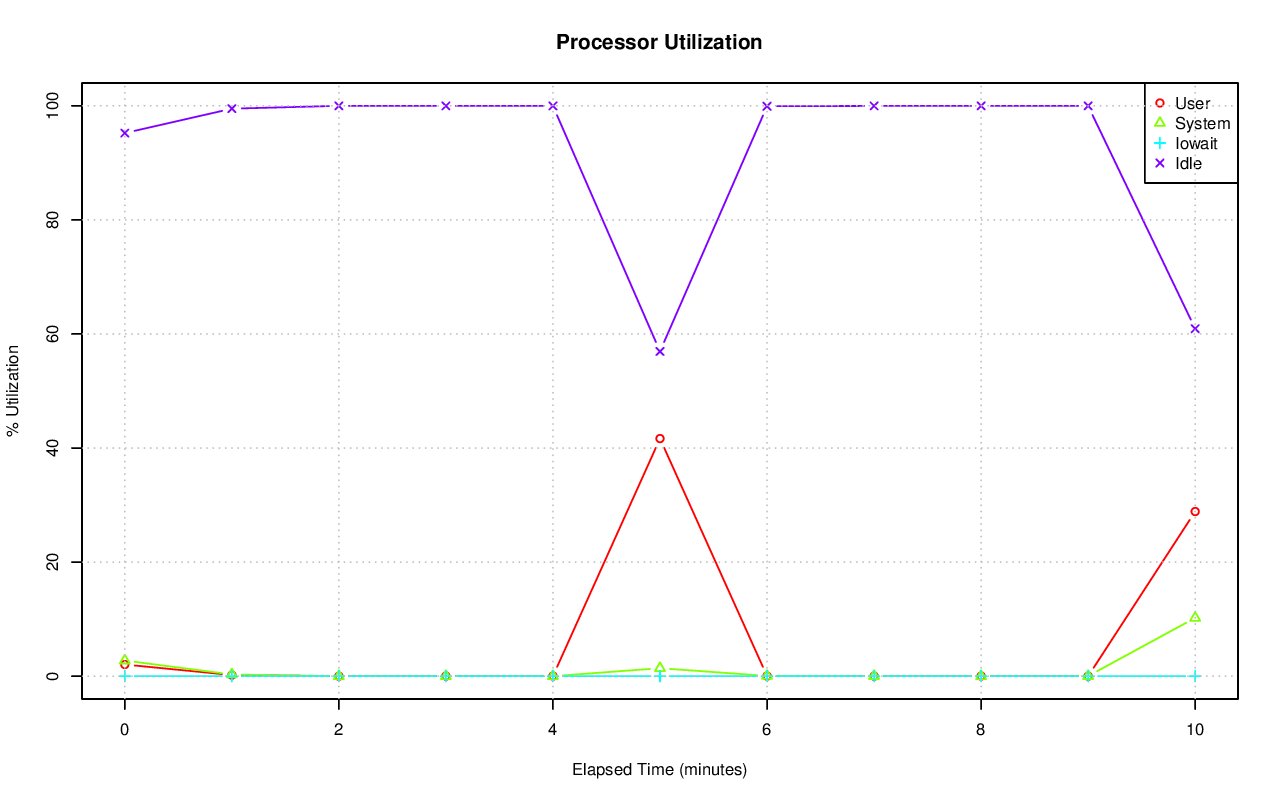 Processor Utilization
100
80
60
40
20
0
% Utilization
User
System
Iowait
Idle
0 2 4 6 8 10
Elapsed Time (minutes)